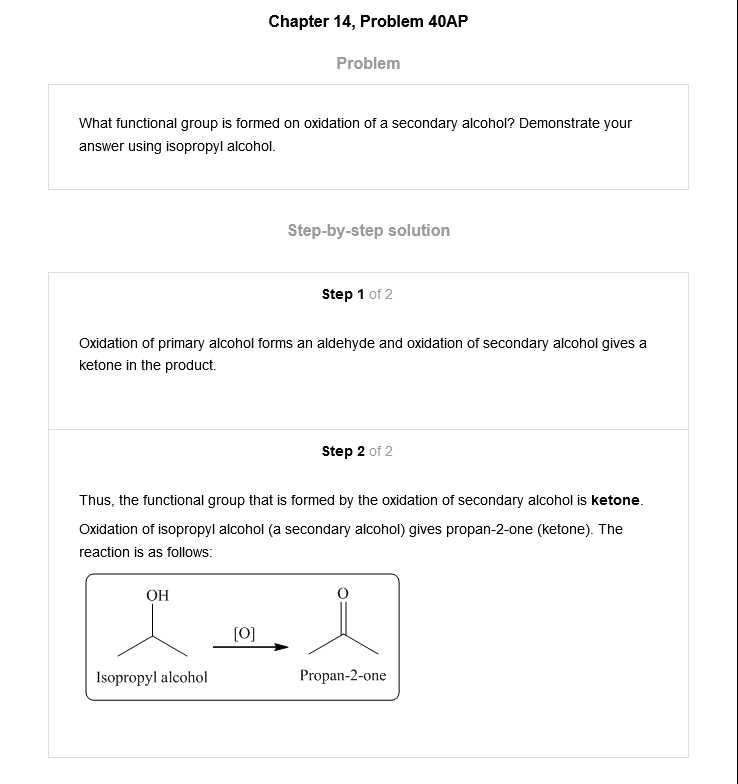 Chapter 14, Problem 40AP
Problem
What functional group is formed on oxidation of a secondary alcohol? Demonstrate your
answer using isopropyl alcohol.
Step-by-step solution
Step 1 of 2
Oxidation of primary alcohol forms an aldehyde and oxidation of secondary alcohol gives a
ketone in the product.
Step 2 of 2
Thus, the functional group that is formed by the oxidation of secondary alcohol is ketone.
Oxidation of isopropyl alcohol (a secondary alcohol) gives propan-2-one (ketone). The
reaction is as follows:
OH
O
[O]
Isopropyl alcohol
Propan-2-one